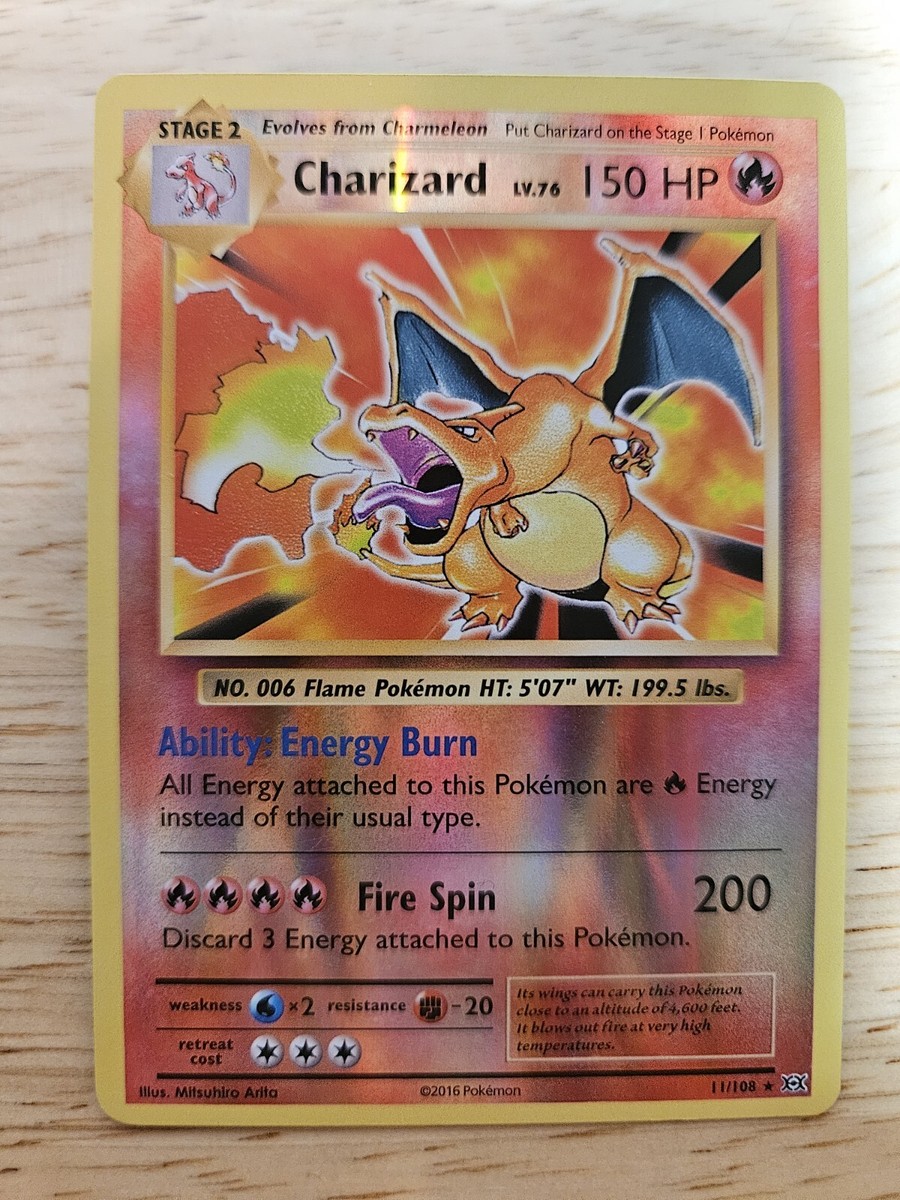 STAGE 2 Evolves from Charmeleon Put Charizard on the Stage 1 Pokémon
Charizard LV.76 150 HP
NO. 006 Flame Pokémon HT: 5'07" WT: 199.5 lbs.
Ability: Energy Burn
All Energy attached to this Pokémon are Energy
instead of their usual type.
Fire Spin 200
Discard 3 Energy attached to this Pokémon.
weakness ×2 resistance -20
retreat
cost
Its wings can carry this Pokémon
close to an altitude of 4,600 feet.
It blows out fire at very high
temperatures.
Illus. Mitsuhiro Arita ©2016 Pokémon 11/108 ★